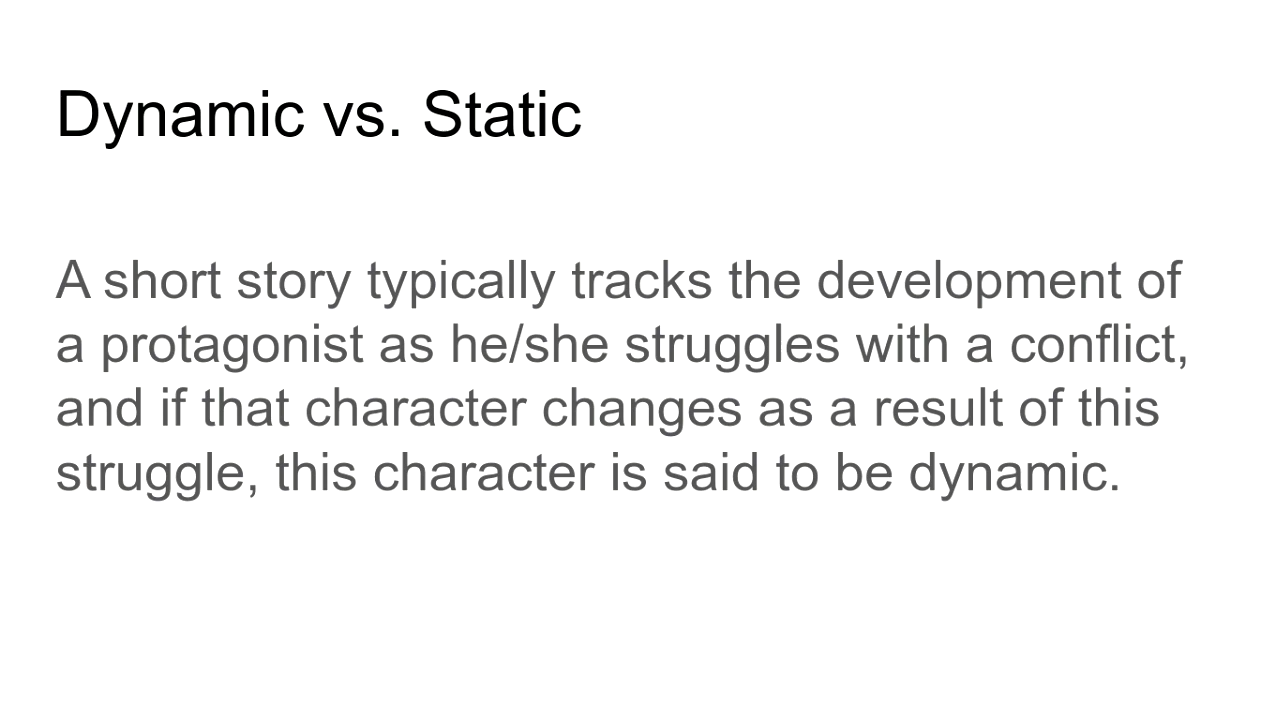 Dynamic vs. Static
A short story typically tracks the development of
a protagonist as he/she struggles with a conflict,
and if that character changes as a result of this
struggle, this character is said to be dynamic.